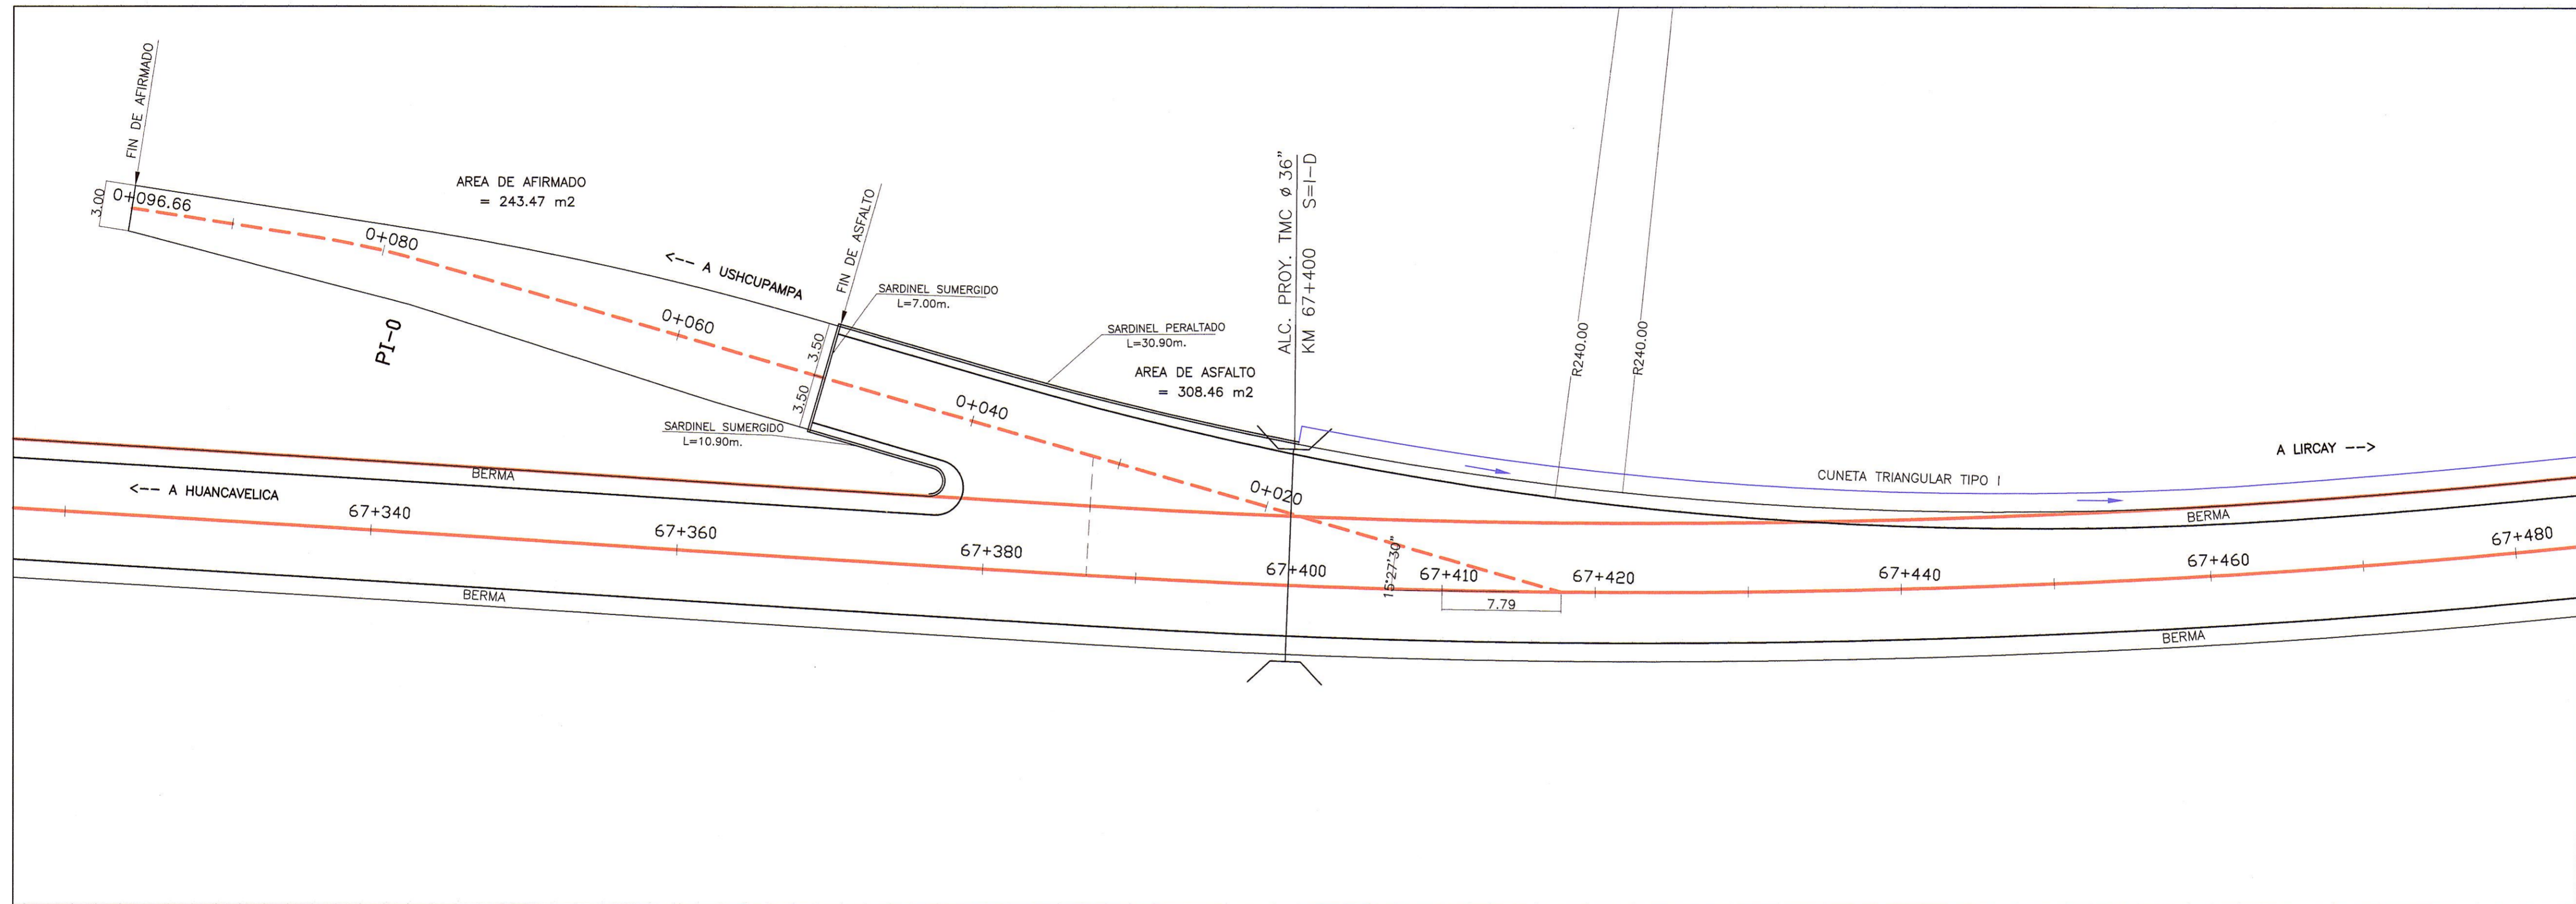 FIN DE AFIRMADO
3.00
0+096.66
AREA DE AFIRMADO
= 243.47 m2
0+080
<-- A USHCUPAMPA
FIN DE ASFALTO
PI-0
0+060
3.50
3.50
SARDINEL SUMERGIDO
L=7.00m.
SARDINEL PERALTADO
L=30.90m.
AREA DE ASFALTO
= 308.46 m2
ALC. PROY. TMC ø 36"
KM 67+400 S=I-D
R240.00
R240.00
0+040
SARDINEL SUMERGIDO
L=10.90m.
0+020
BERMA
<-- A HUANCAVELICA
CUNETA TRIANGULAR TIPO I
A LIRCAY -->
BERMA
67+340
67+360
67+380
67+400
67+410
67+420
67+440
67+460
67+480
15°27'30"
7.79
BERMA
BERMA